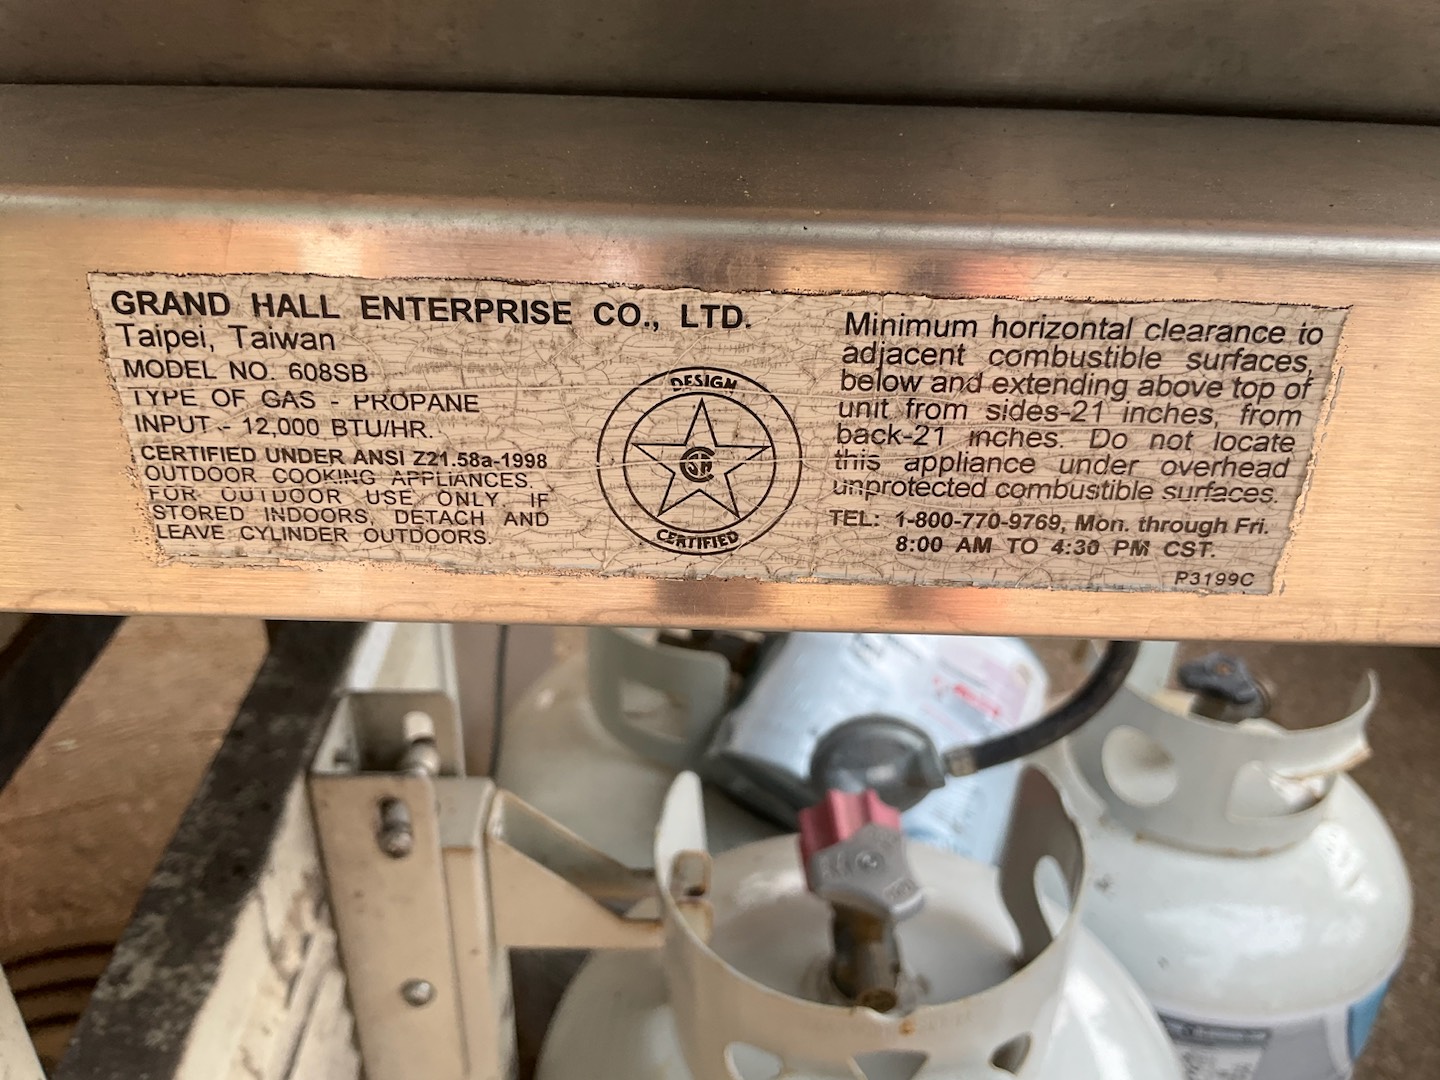 GRAND HALL ENTERPRISE CO., LTD.
Taipei, Taiwan
MODEL NO. 608SB
TYPE OF GAS - PROPANE
INPUT - 12,000 BTU/HR.
CERTIFIED UNDER ANSI Z21.58a-1998
OUTDOOR COOKING APPLIANCES.
FOR OUTDOOR USE ONLY. IF
STORED INDOORS, DETACH AND
LEAVE CYLINDER OUTDOORS.
DESIGN
CSA
CERTIFIED
Minimum horizontal clearance to
adjacent combustible surfaces,
below and extending above top of
unit from sides-21 inches, from
back-21 inches. Do not locate
this appliance under overhead
unprotected combustible surfaces.
TEL: 1-800-770-9769, Mon. through Fri.
8:00 AM TO 4:30 PM CST.
P3199C